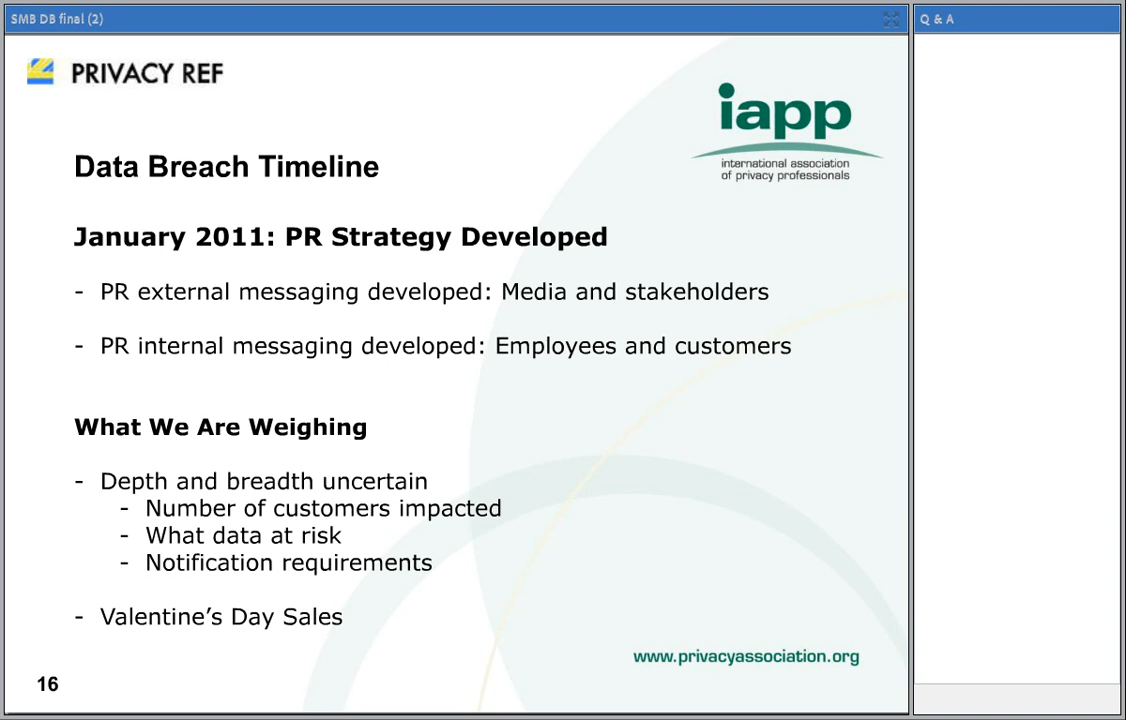 SMB DB final (2)
Q & A
PRIVACY REF
iapp
international association
of privacy professionals
Data Breach Timeline
January 2011: PR Strategy Developed
- PR external messaging developed: Media and stakeholders
- PR internal messaging developed: Employees and customers
What We Are Weighing
- Depth and breadth uncertain
- Number of customers impacted
- What data at risk
- Notification requirements
- Valentine’s Day Sales
www.privacyassociation.org
16